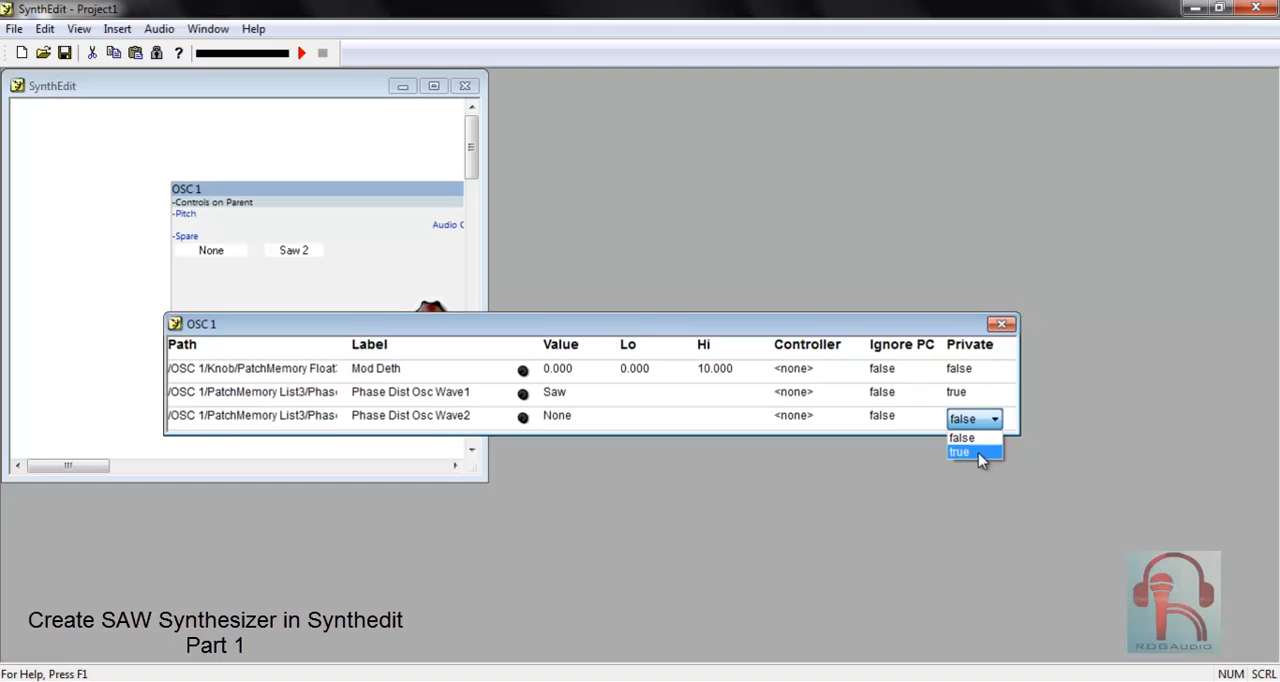 SynthEdit - Project1
File Edit View Insert Audio Window Help
SynthEdit
OSC 1
-Controls on Parent
-Pitch
Audio C
-Spare
None Saw 2
OSC 1
Path Label Value Lo Hi Controller Ignore PC Private
/OSC 1/Knob/PatchMemory Float Mod Deth 0.000 0.000 10.000 <none> false false
/OSC 1/PatchMemory List3/Phase Phase Dist Osc Wave1 Saw <none> false true
/OSC 1/PatchMemory List3/Phase Phase Dist Osc Wave2 None <none> false false
false
true
Create SAW Synthesizer in Synthedit
Part 1
RDGAUDIO
For Help, Press F1 NUM SCRL